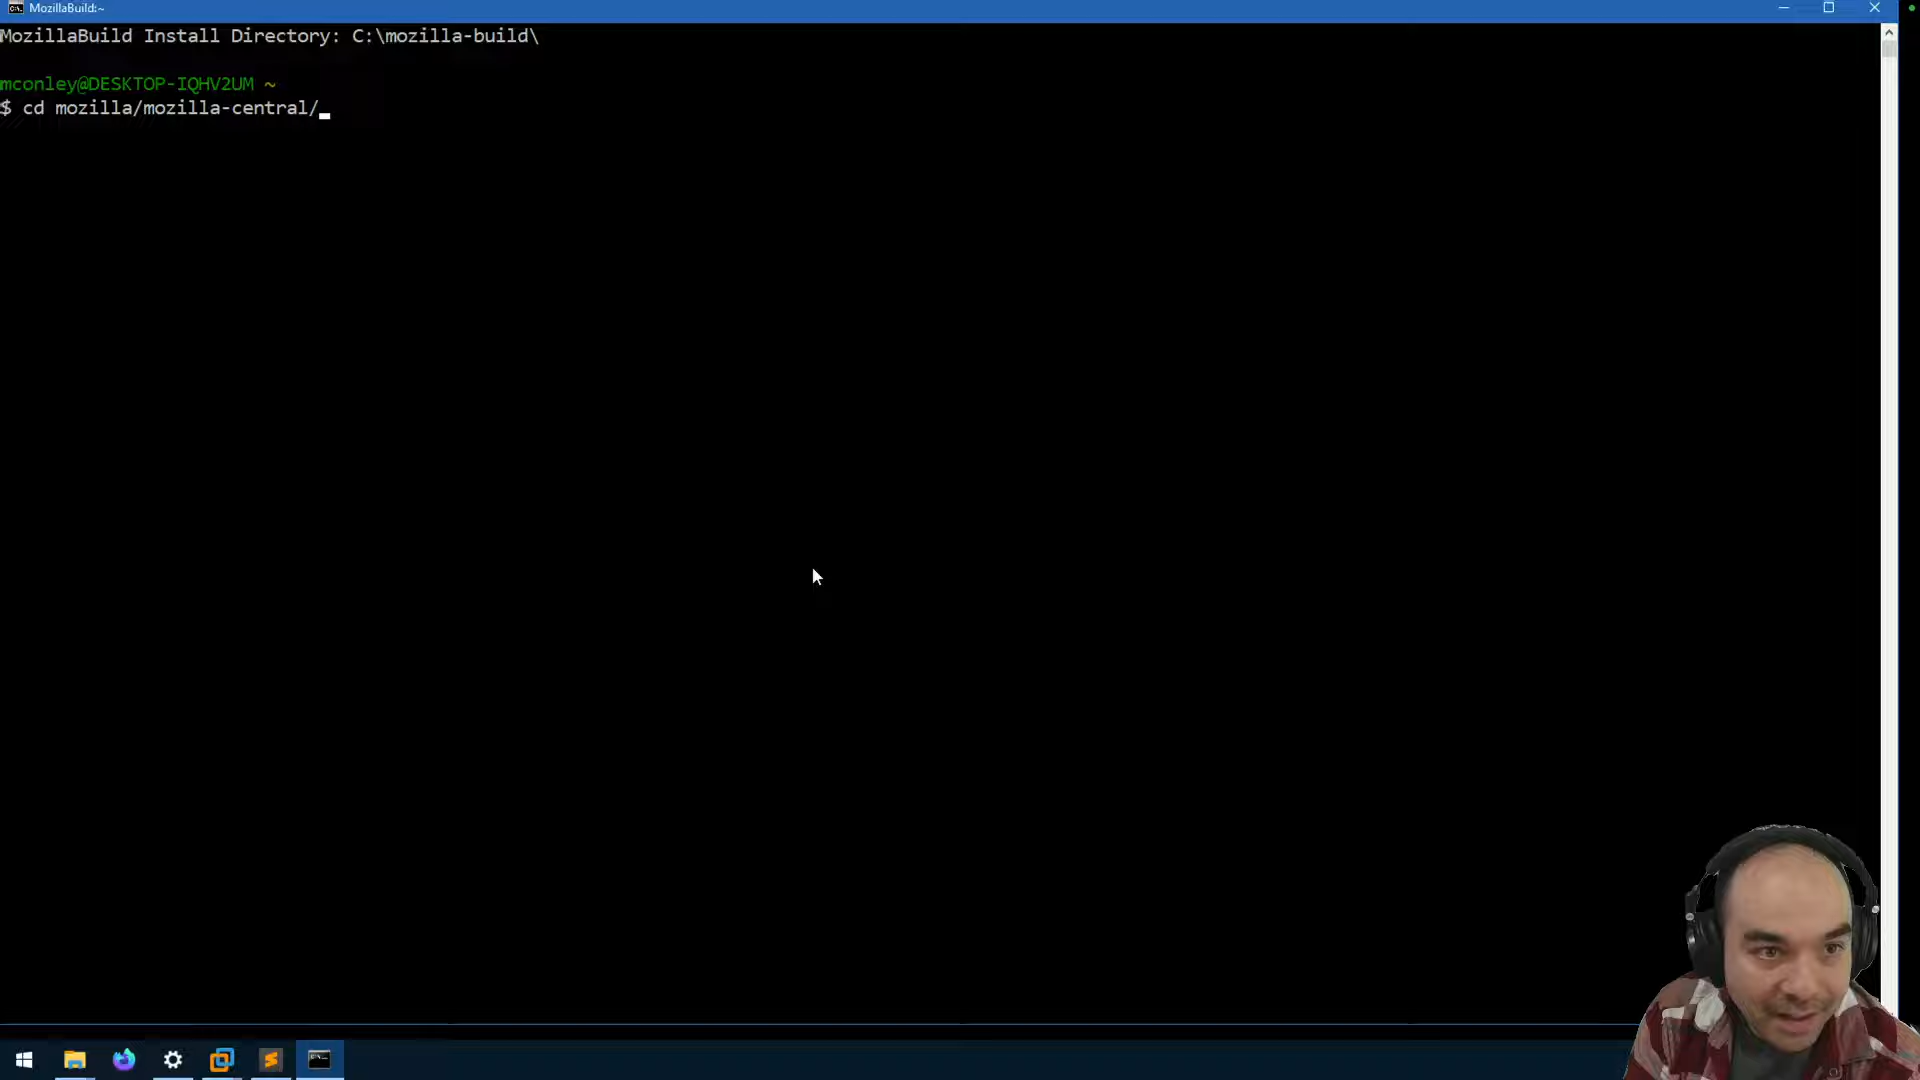 MozillaBuild:~
MozillaBuild Install Directory: C:\mozilla-build\
mconley@DESKTOP-IQHV2UM ~
$ cd mozilla/mozilla-central/